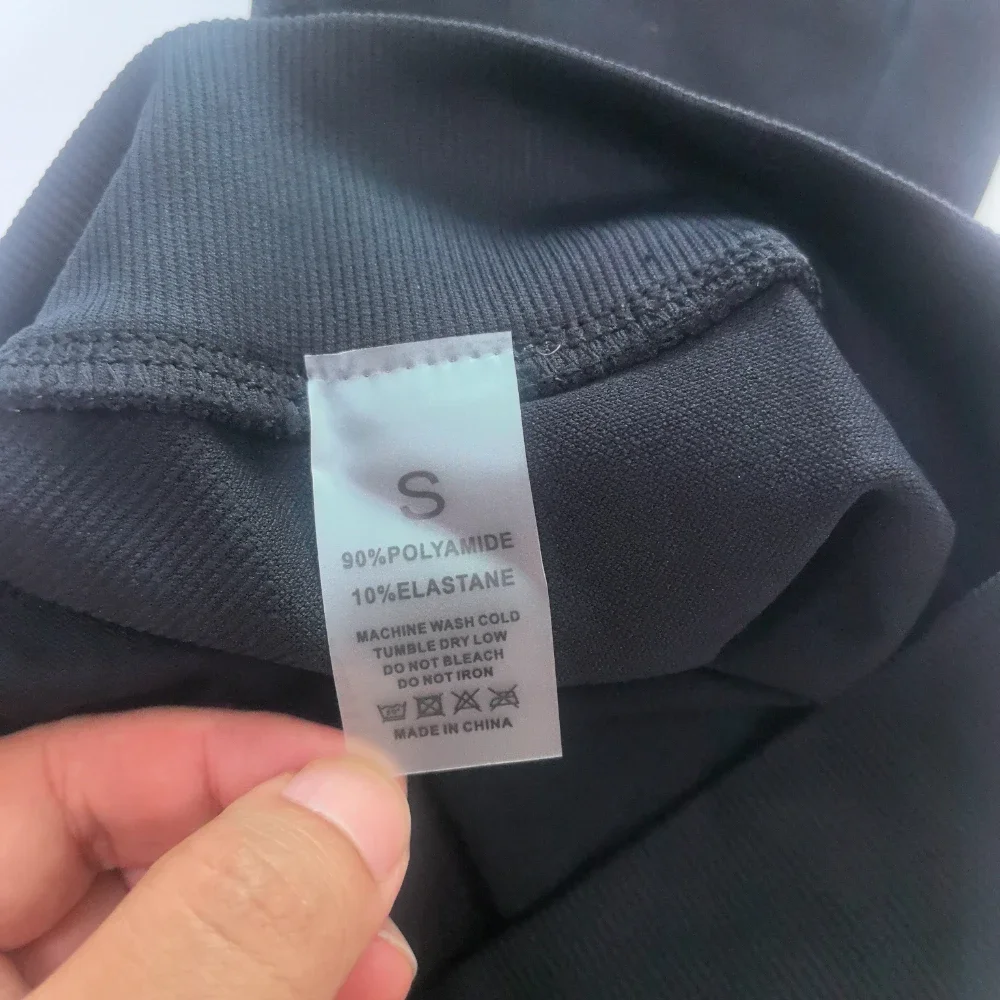 S
90%POLYAMIDE
10%ELASTANE
MACHINE WASH COLD
TUMBLE DRY LOW
DO NOT BLEACH
DO NOT IRON
MADE IN CHINA